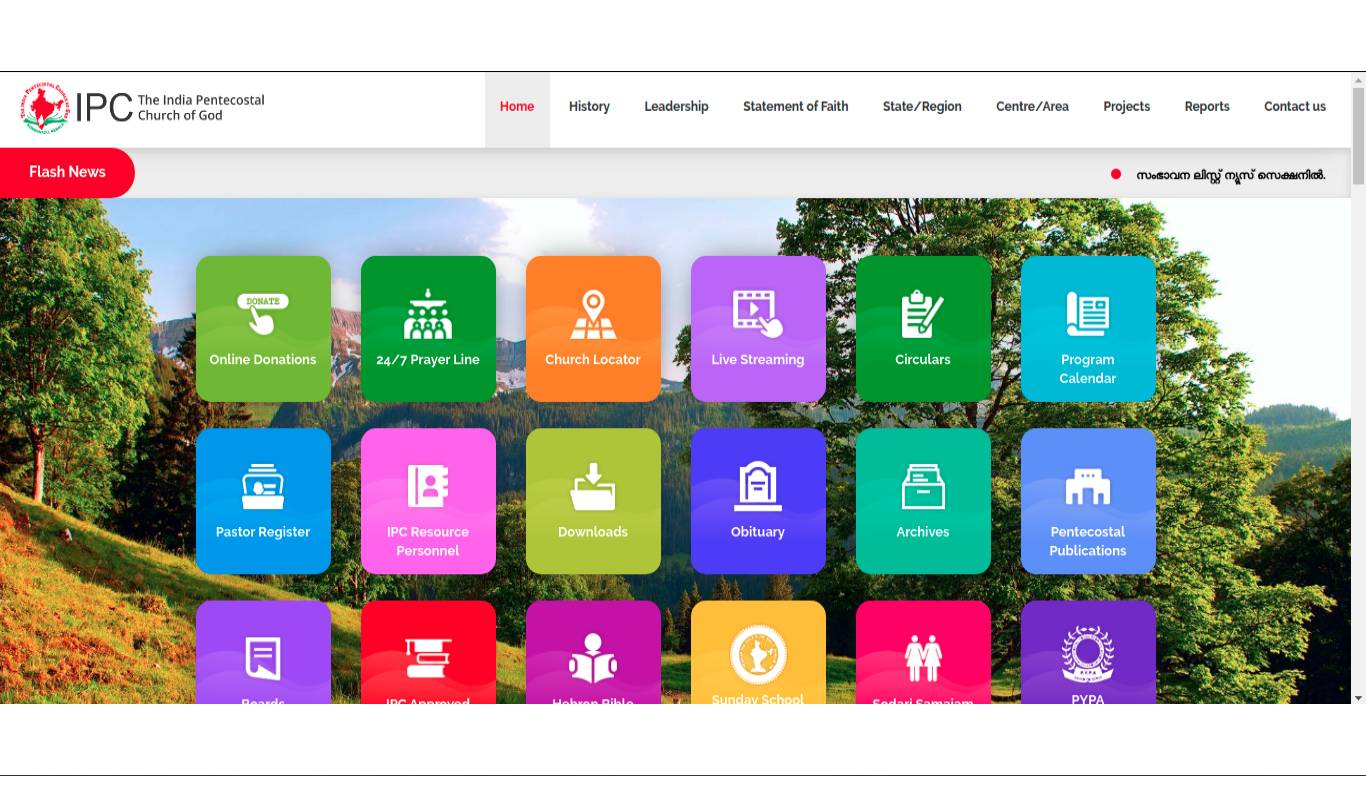 IPC The India Pentecostal
Church of God
Home History Leadership Statement of Faith State/Region Centre/Area Projects Reports Contact us
Flash News
സംഭാവന ലിസ്റ്റ് ന്യൂസ് സെക്ഷനിൽ.
DONATE
Online Donations
24/7 Prayer Line
Church Locator
Live Streaming
Circulars
Program
Calendar
Pastor Register
IPC Resource
Personnel
Downloads
Obituary
Archives
Pentecostal
Publications
Boards
IPC Approved
Hebron Bible
Sunday School
Sodari Samajam
PYPA
PYPA